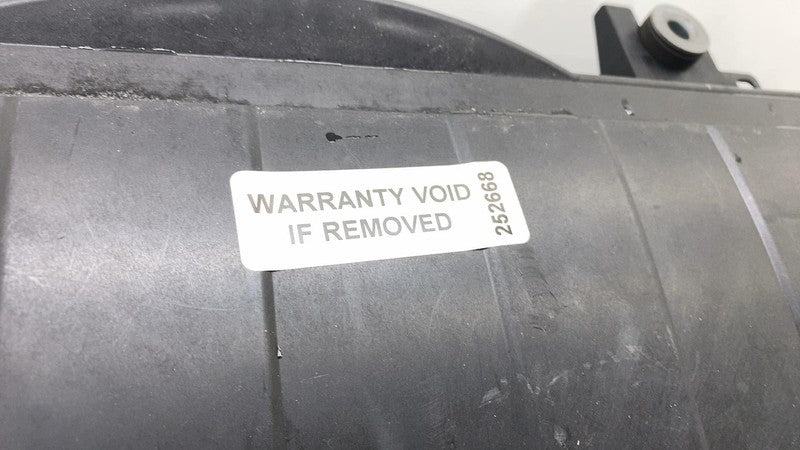 WARRANTY VOID
IF REMOVED
252668